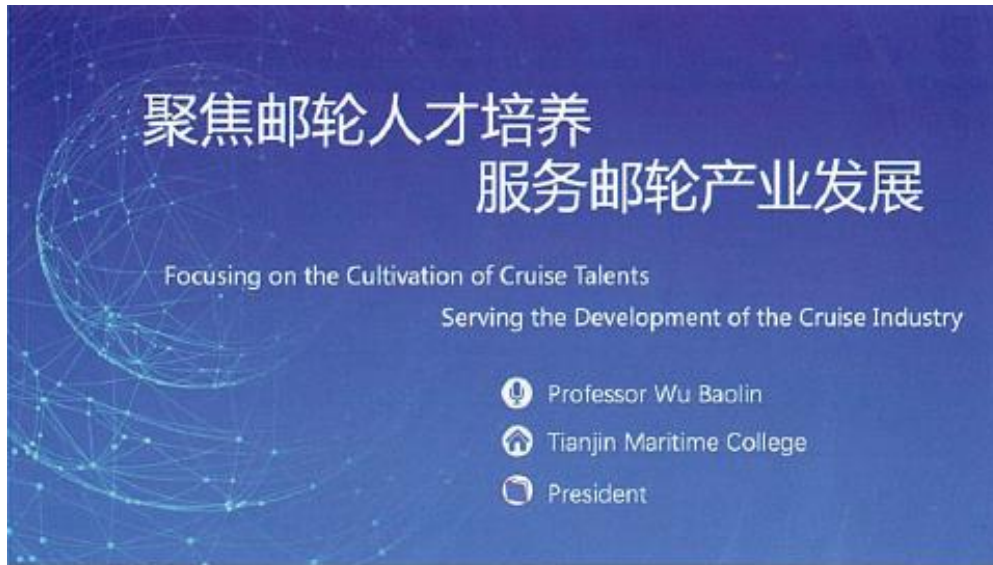 聚焦邮轮人才培养
服务邮轮产业发展
Focusing on the Cultivation of Cruise Talents
Serving the Development of the Cruise Industry
Professor Wu Baolin
Tianjin Maritime College
President